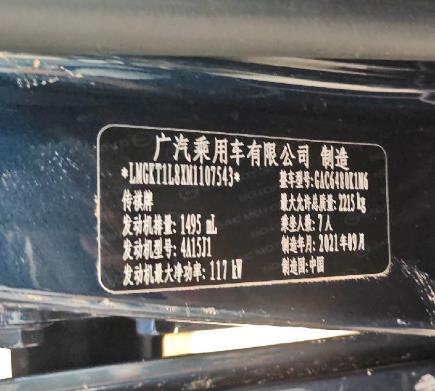 广汽乘用车有限公司 制造
*LMGKT1L8XM1107543* 整车型号:GAC6480K1M6
传祺牌 最大允许总质量:2215 kg
发动机排量:1495 mL 乘坐人数:7人
发动机型号:4A15J1 制造年月:2021年09月
发动机最大净功率:117 kW 制造国:中国